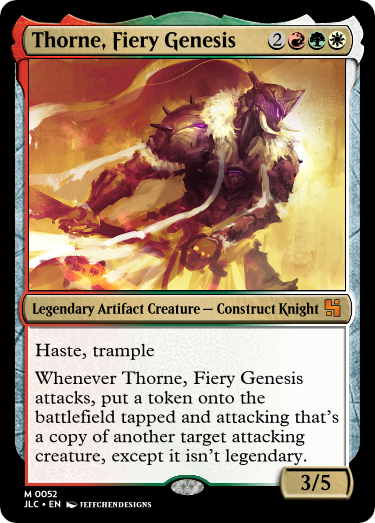 Thorne, Fiery Genesis 2
Legendary Artifact Creature — Construct Knight
Haste, trample
Whenever Thorne, Fiery Genesis
attacks, put a token onto the
battlefield tapped and attacking that's
a copy of another target attacking
creature, except it isn't legendary.
3/5
M 0052
JLC • EN JEFFCHENDESIGNS